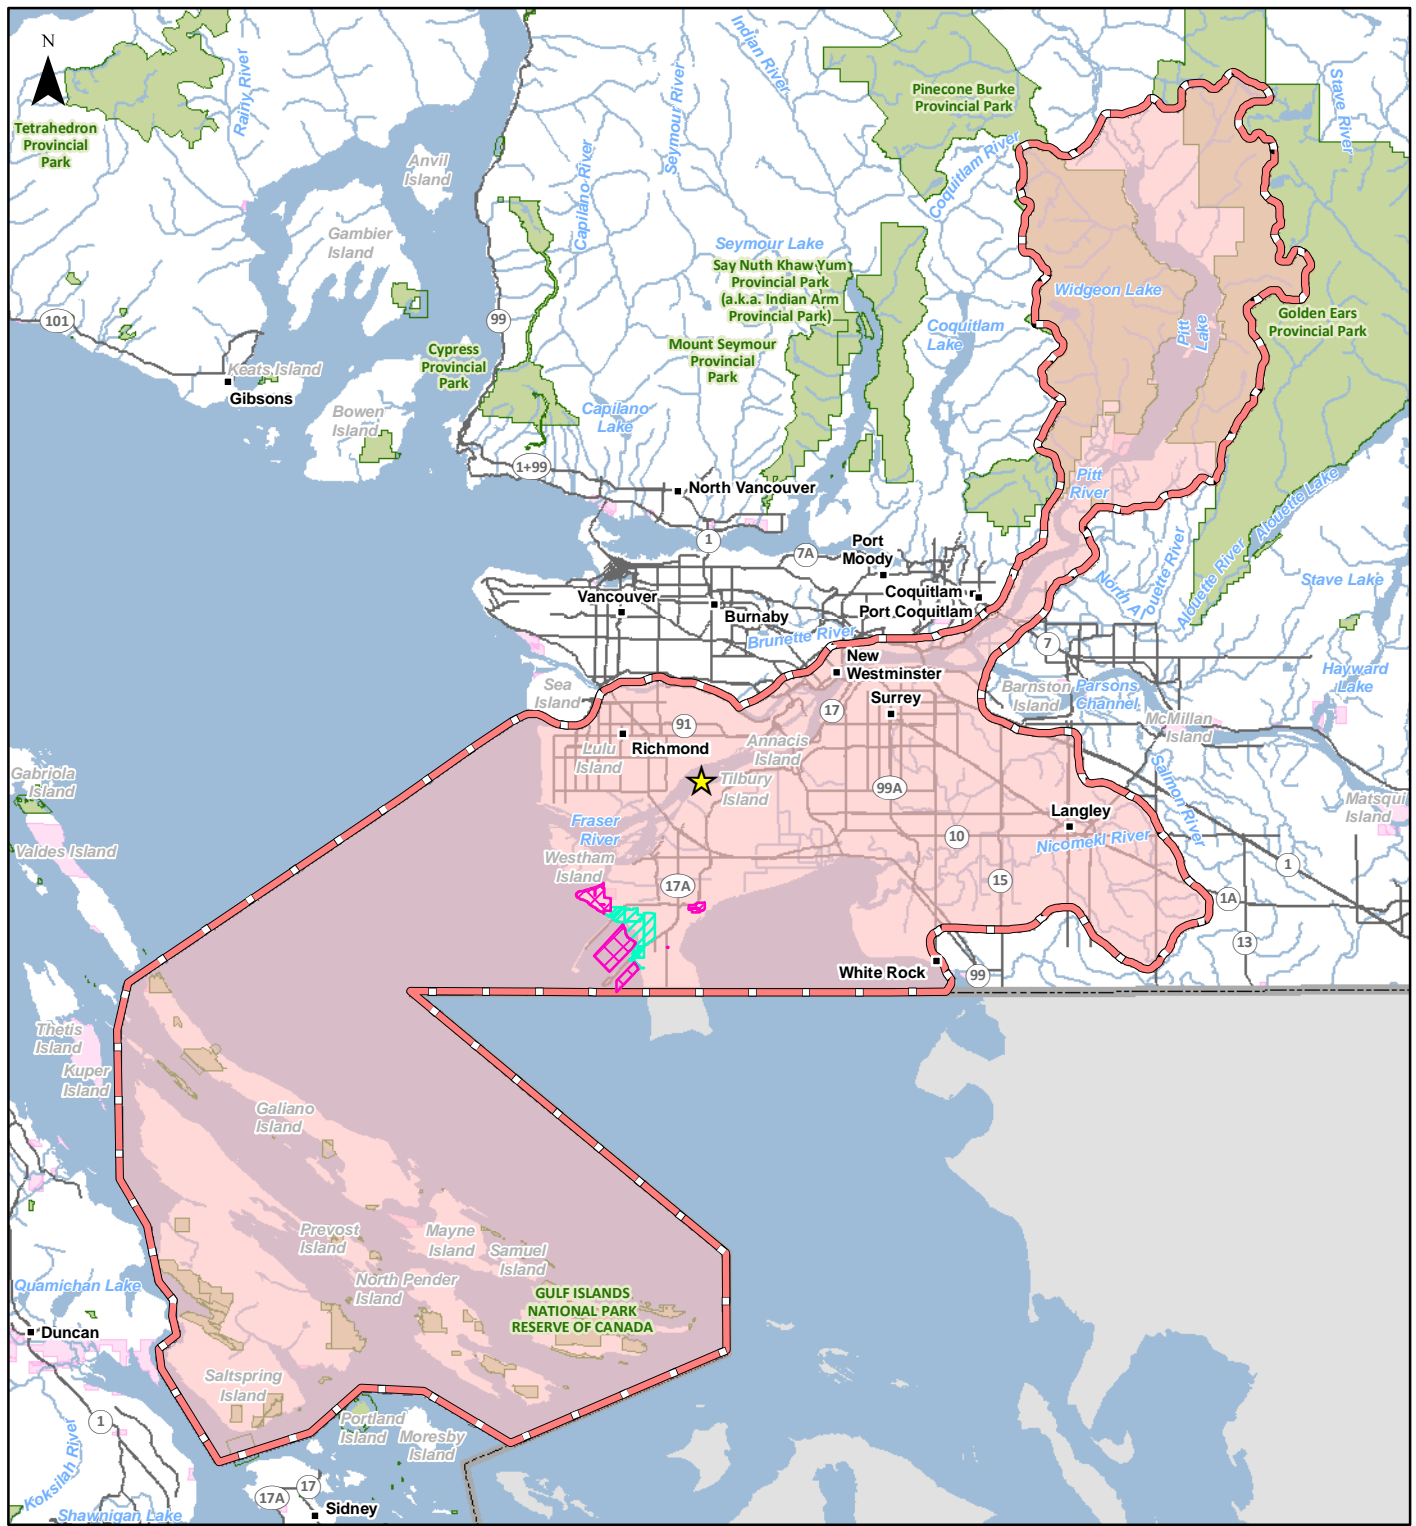 N
Tetrahedron
Provincial
Park
Rainy River
Anvil
Island
Gambier
Island
Capilano River
Seymour River
Indian River
Pinecone Burke
Provincial Park
Coquitlam River
Stave River
Seymour Lake
Say Nuth Khaw Yum
Provincial Park
(a.k.a. Indian Arm
Provincial Park)
Mount Seymour
Provincial
Park
Coquitlam
Lake
Widgeon Lake
Pitt
Lake
Golden Ears
Provincial Park
101
99
Cypress
Provincial
Park
Keats Island
Gibsons
Bowen
Island
Capilano
Lake
1+99
North Vancouver
Pitt
River
Alouette Lake
1
7A
Port
Moody
Coquitlam
r
Port Coquitlam
North Al
ouette River
Alouette River
Stave Lake
Vancouver
Burnaby
Brunette River
New
Westminster
7
Hayward
Lake
Sea
Island
Surrey
Barnston
Island
Parsons
Channel
McMillan
Island
91
17
Lulu
Island
Richmond
Annacis
Island
Tilbury
Island
99A
Salmon River
Matsqui
Island
Gabriola
Island
Valdes Island
Fraser
River
Westham
Island
10
Langley
Nicomekl River
1
17A
15
1A
13
White Rock
99
Thetis
Island
Kuper
Island
Galiano
Island
Prevost
Island
Mayne
Island
Samuel
Island
North Pender
Island
Quamichan Lake
GULF ISLANDS
NATIONAL PARK
RESERVE OF CANADA
Duncan
Saltspring
Island
Portland
Island
Moresby
Island
1
Koksilah River
17
17A
Sidney
Shawnigan Lake